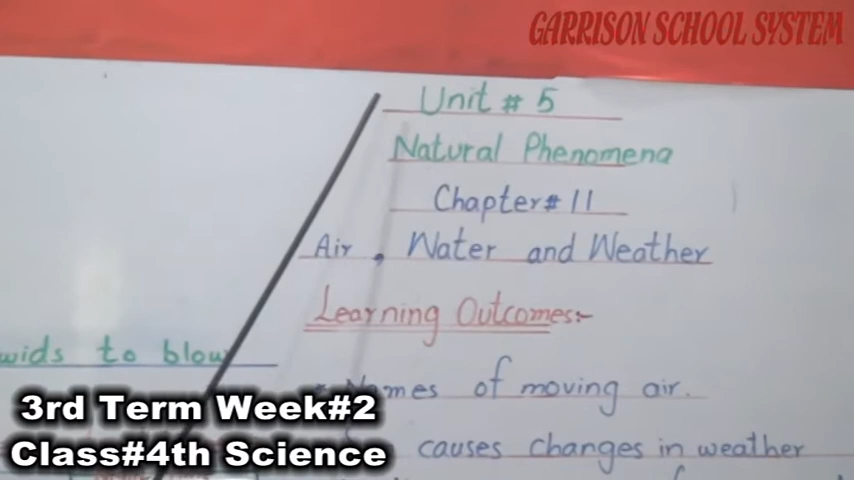 GARRISON SCHOOL SYSTEM
Unit # 5
Natural Phenomena
Chapter # 11
Air, Water and Weather
Learning Outcomes:-
Names of moving air.
causes changes in weather
wids to blow
3rd Term Week#2
Class#4th Science